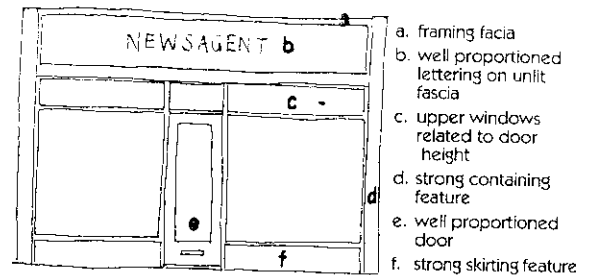 a
NEWSAGENT b
c
d
e
f
a. framing facia
b. well proportioned
lettering on unlit
fascia
c. upper windows
related to door
height
d. strong containing
feature
e. well proportioned
door
f. strong skirting feature